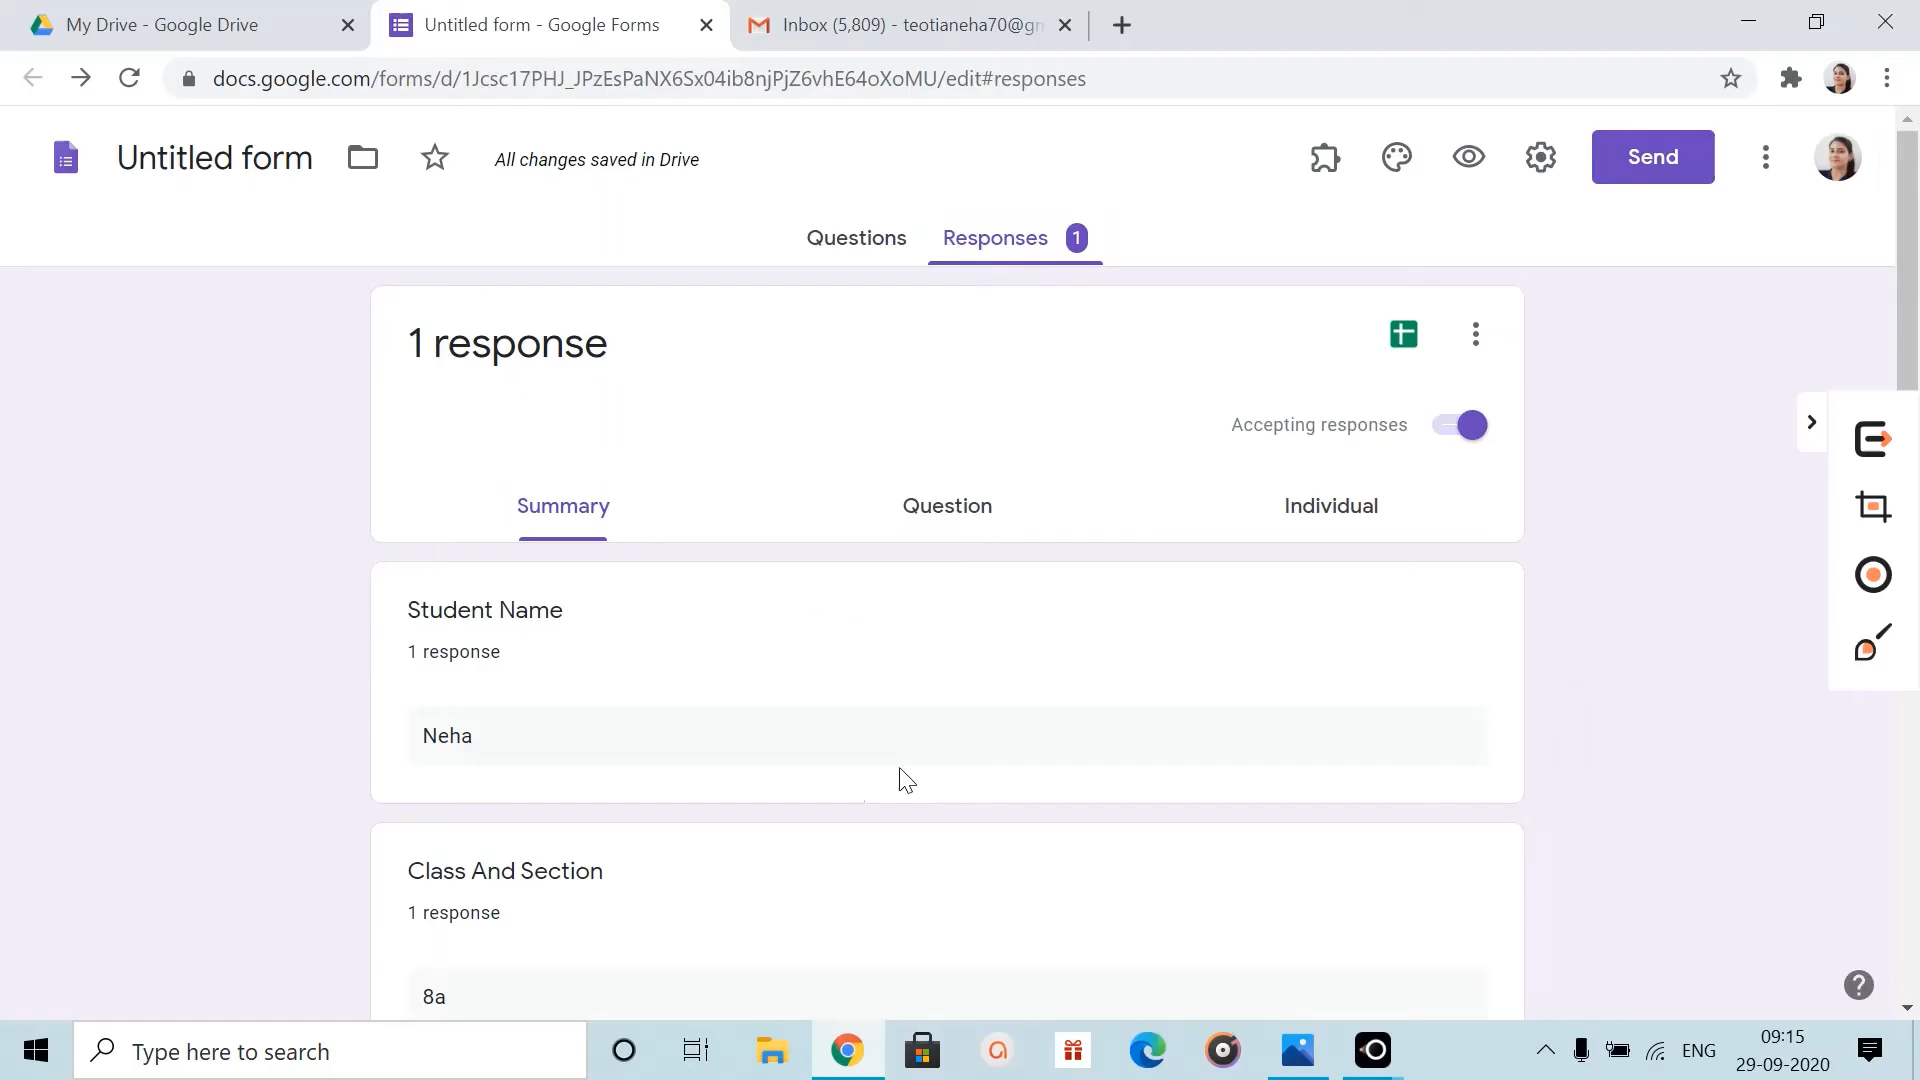 My Drive - Google Drive
Untitled form - Google Forms
Inbox (5,809) - teotianeha70@gm
docs.google.com/forms/d/1Jcsc17PHJ_JPzEsPaNX6Sx04ib8njPjZ6vhE64oXoMU/edit#responses
Untitled form
All changes saved in Drive
Send
Questions
Responses 1
1 response
Accepting responses
Summary
Question
Individual
Student Name
1 response
Neha
Class And Section
1 response
8a
Type here to search
ENG
09:15
29-09-2020